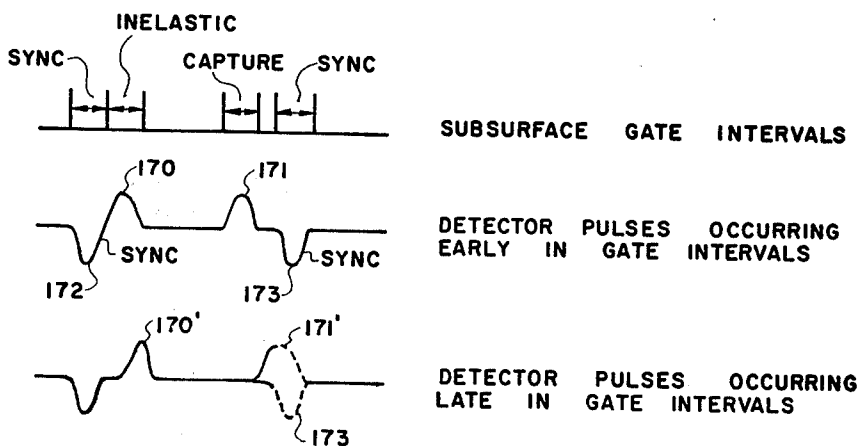 INELASTIC
SYNC
CAPTURE
SYNC
SUBSURFACE GATE INTERVALS
170
171
DETECTOR PULSES OCCURRING
EARLY IN GATE INTERVALS
SYNC
SYNC
172
173
170'
171'
DETECTOR PULSES OCCURRING
LATE IN GATE INTERVALS
173